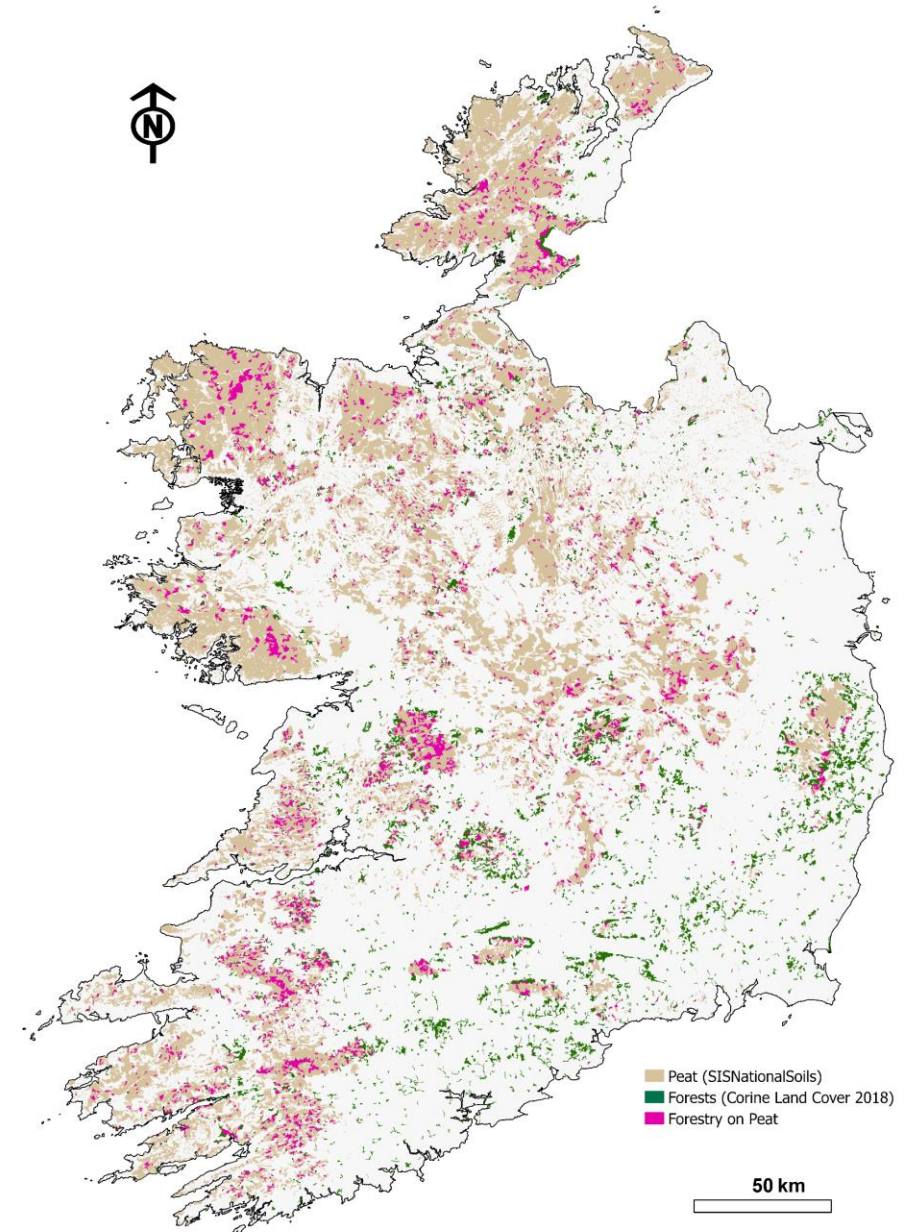 N
Peat (SISNationalSoils)
Forests (Corine Land Cover 2018)
Forestry on Peat
50 km